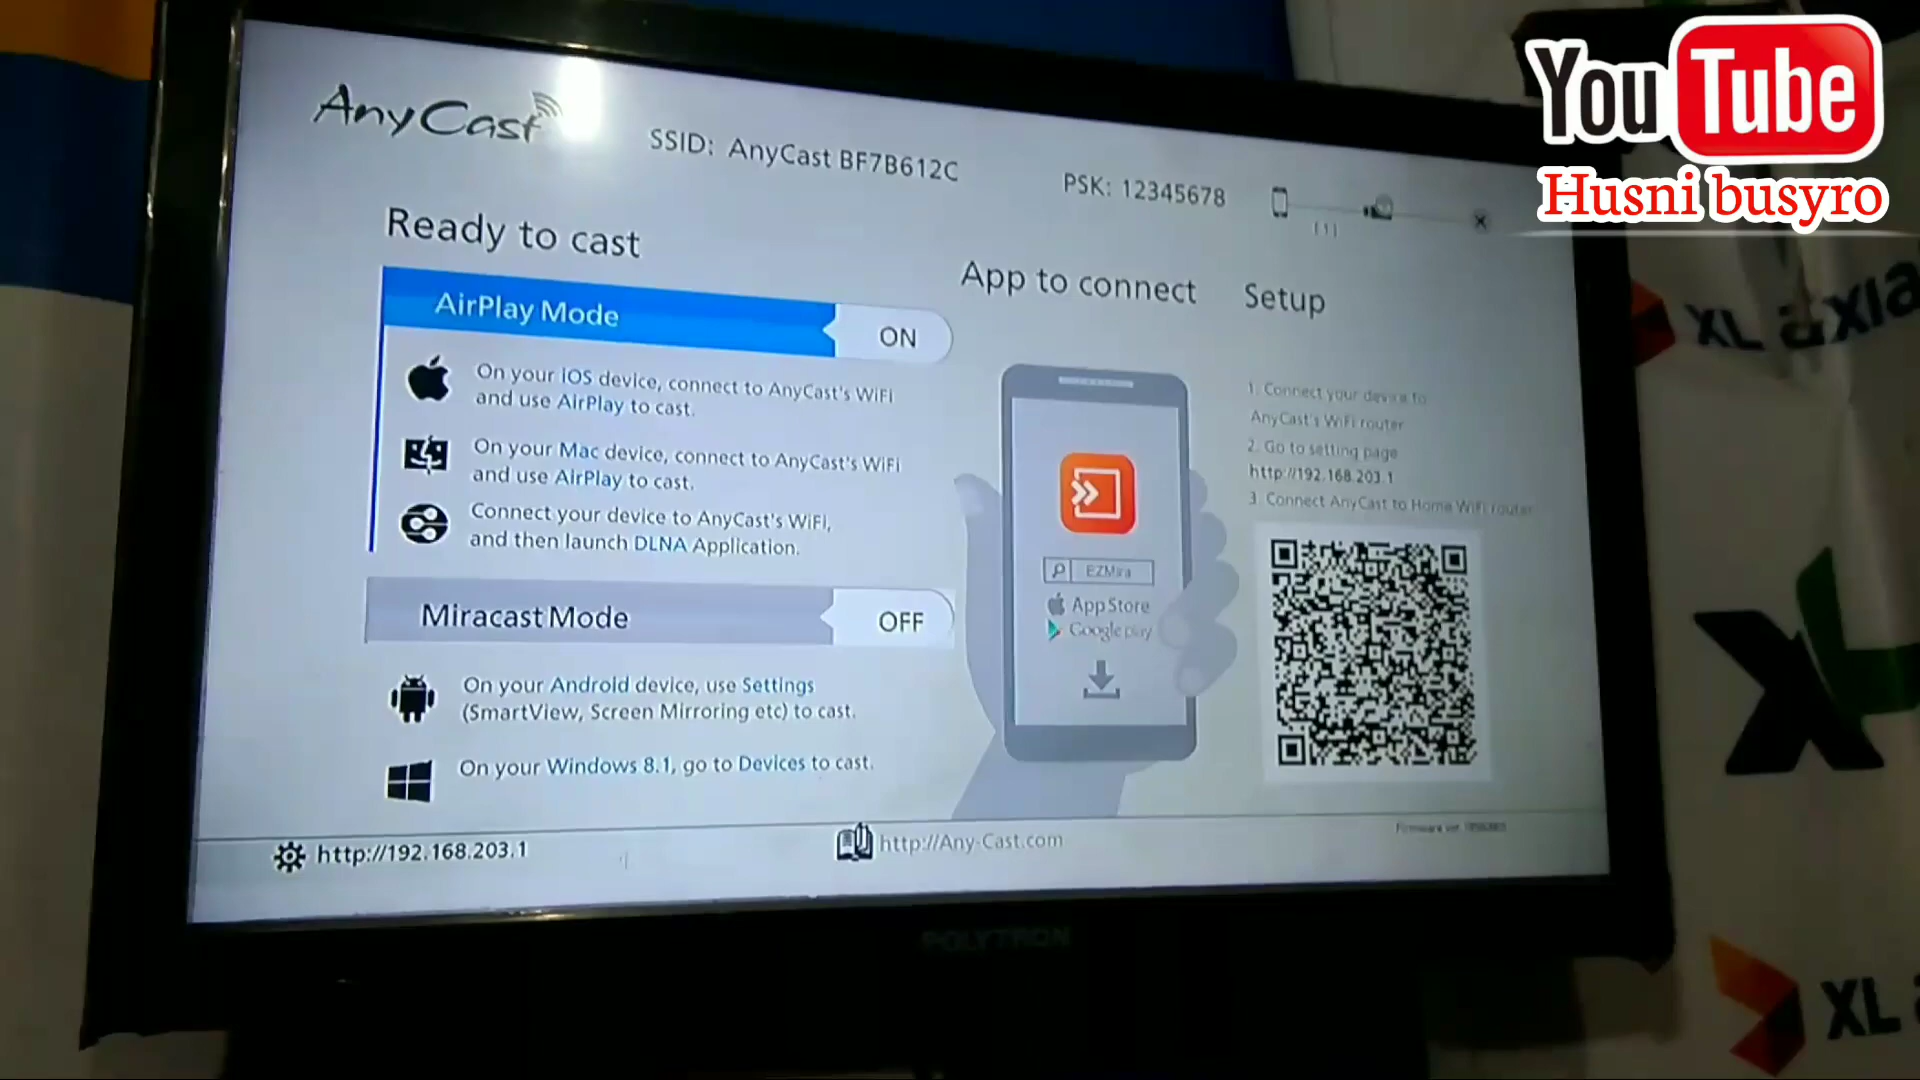 AnyCast
SSID: AnyCast BF7B612C
PSK: 12345678
YouTube
Husni busyro
Ready to cast
AirPlay Mode
ON
On your iOS device, connect to AnyCast's WiFi
and use AirPlay to cast.
On your Mac device, connect to AnyCast's WiFi
and use AirPlay to cast.
Connect your device to AnyCast's WiFi,
and then launch DLNA Application.
Miracast Mode
OFF
On your Android device, use Settings
(SmartView, Screen Mirroring etc) to cast.
On your Windows 8.1, go to Devices to cast.
App to connect
EZMira
App Store
Google play
Setup
1. Connect your device to
AnyCast's WiFi router
2. Go to setting page
http://192.168.203.1
3. Connect AnyCast to Home WiFi router
http://192.168.203.1
http://Any-Cast.com
Firmware ver.
POLYTRON
XL axia
XL
XL